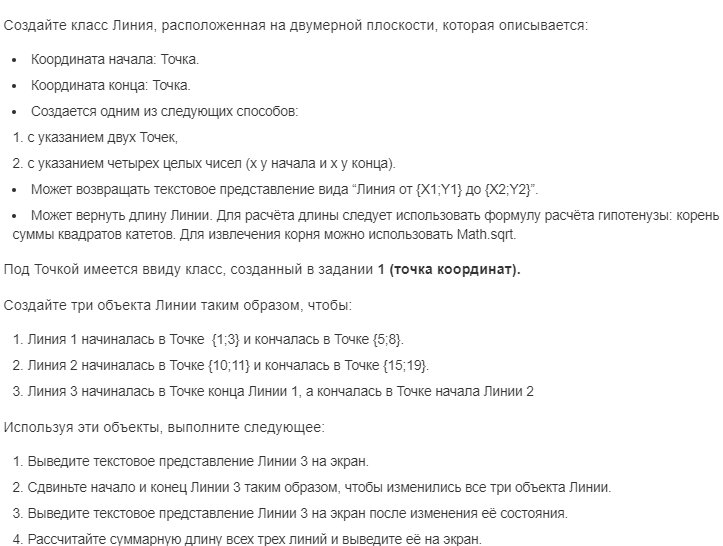 Создайте класс Линия, расположенная на двумерной плоскости, которая описывается:
• Координата начала: Точка.
• Координата конца: Точка.
• Создается одним из следующих способов:
1. с указанием двух Точек,
2. с указанием четырех целых чисел (x y начала и x y конца).
• Может возвращать текстовое представление вида “Линия от {X1;Y1} до {X2;Y2}”.
• Может вернуть длину Линии. Для расчёта длины следует использовать формулу расчёта гипотенузы: корень
суммы квадратов катетов. Для извлечения корня можно использовать Math.sqrt.
Под Точкой имеется ввиду класс, созданный в задании 1 (точка координат).
Создайте три объекта Линии таким образом, чтобы:
1. Линия 1 начиналась в Точке {1;3} и кончалась в Точке {5;8}.
2. Линия 2 начиналась в Точке {10;11} и кончалась в Точке {15;19}.
3. Линия 3 начиналась в Точке конца Линии 1, а кончалась в Точке начала Линии 2
Используя эти объекты, выполните следующее:
1. Выведите текстовое представление Линии 3 на экран.
2. Сдвиньте начало и конец Линии 3 таким образом, чтобы изменились все три объекта Линии.
3. Выведите текстовое представление Линии 3 на экран после изменения её состояния.
4. Рассчитайте суммарную длину всех трех линий и выведите её на экран.